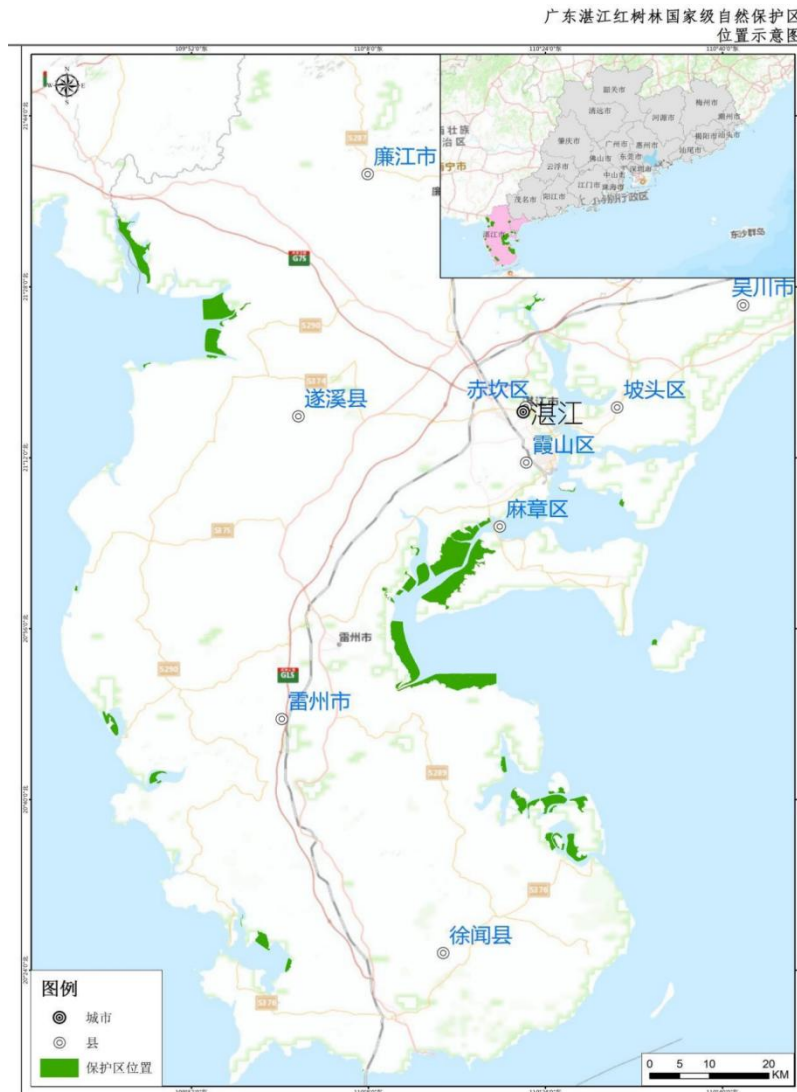 广东湛江红树林国家级自然保护区
位置示意图
N
E
S
S287
廉江市
韶关市
清远市
河源市
梅州市
潮州市
肇庆市
广州市
惠州市
揭阳市
汕头市
云浮市
佛山市
东莞市
汕尾市
深圳市
中山市
江门市
珠海市
茂名市
阳江市
湛江市
东沙群岛
G75
吴川市
S290
S374
遂溪县
赤坎区
湛江
坡头区
霞山区
麻章区
雷州市
S290
雷州市
S289
S376
徐闻县
S376
图例
城市
县
保护区位置
0 5 10 20
KM